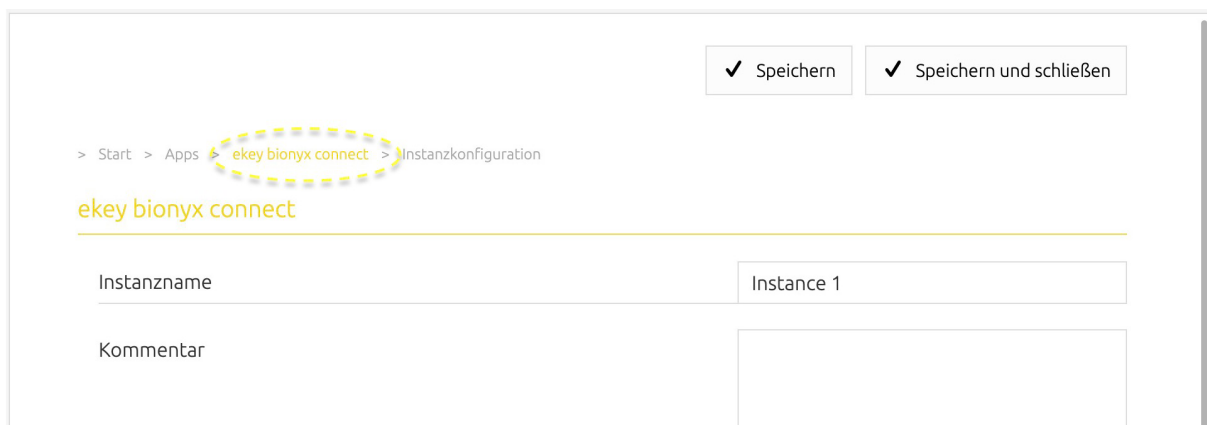 ✔ Speichern ✔ Speichern und schließen
> Start > Apps > ekey bionyx connect > Instanzkonfiguration
ekey bionyx connect
Instanzname Instance 1
Kommentar